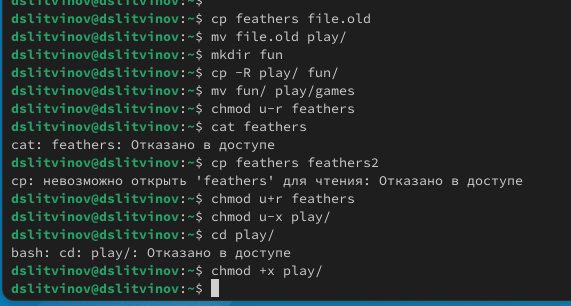 dslitvinov@dslitvinov:~$
dslitvinov@dslitvinov:~$ cp feathers file.old
dslitvinov@dslitvinov:~$ mv file.old play/
dslitvinov@dslitvinov:~$ mkdir fun
dslitvinov@dslitvinov:~$ cp -R play/ fun/
dslitvinov@dslitvinov:~$ mv fun/ play/games
dslitvinov@dslitvinov:~$ chmod u-r feathers
dslitvinov@dslitvinov:~$ cat feathers
cat: feathers: Отказано в доступе
dslitvinov@dslitvinov:~$ cp feathers feathers2
cp: невозможно открыть 'feathers' для чтения: Отказано в доступе
dslitvinov@dslitvinov:~$ chmod u+r feathers
dslitvinov@dslitvinov:~$ chmod u-x play/
dslitvinov@dslitvinov:~$ cd play/
bash: cd: play/: Отказано в доступе
dslitvinov@dslitvinov:~$ chmod +x play/
dslitvinov@dslitvinov:~$